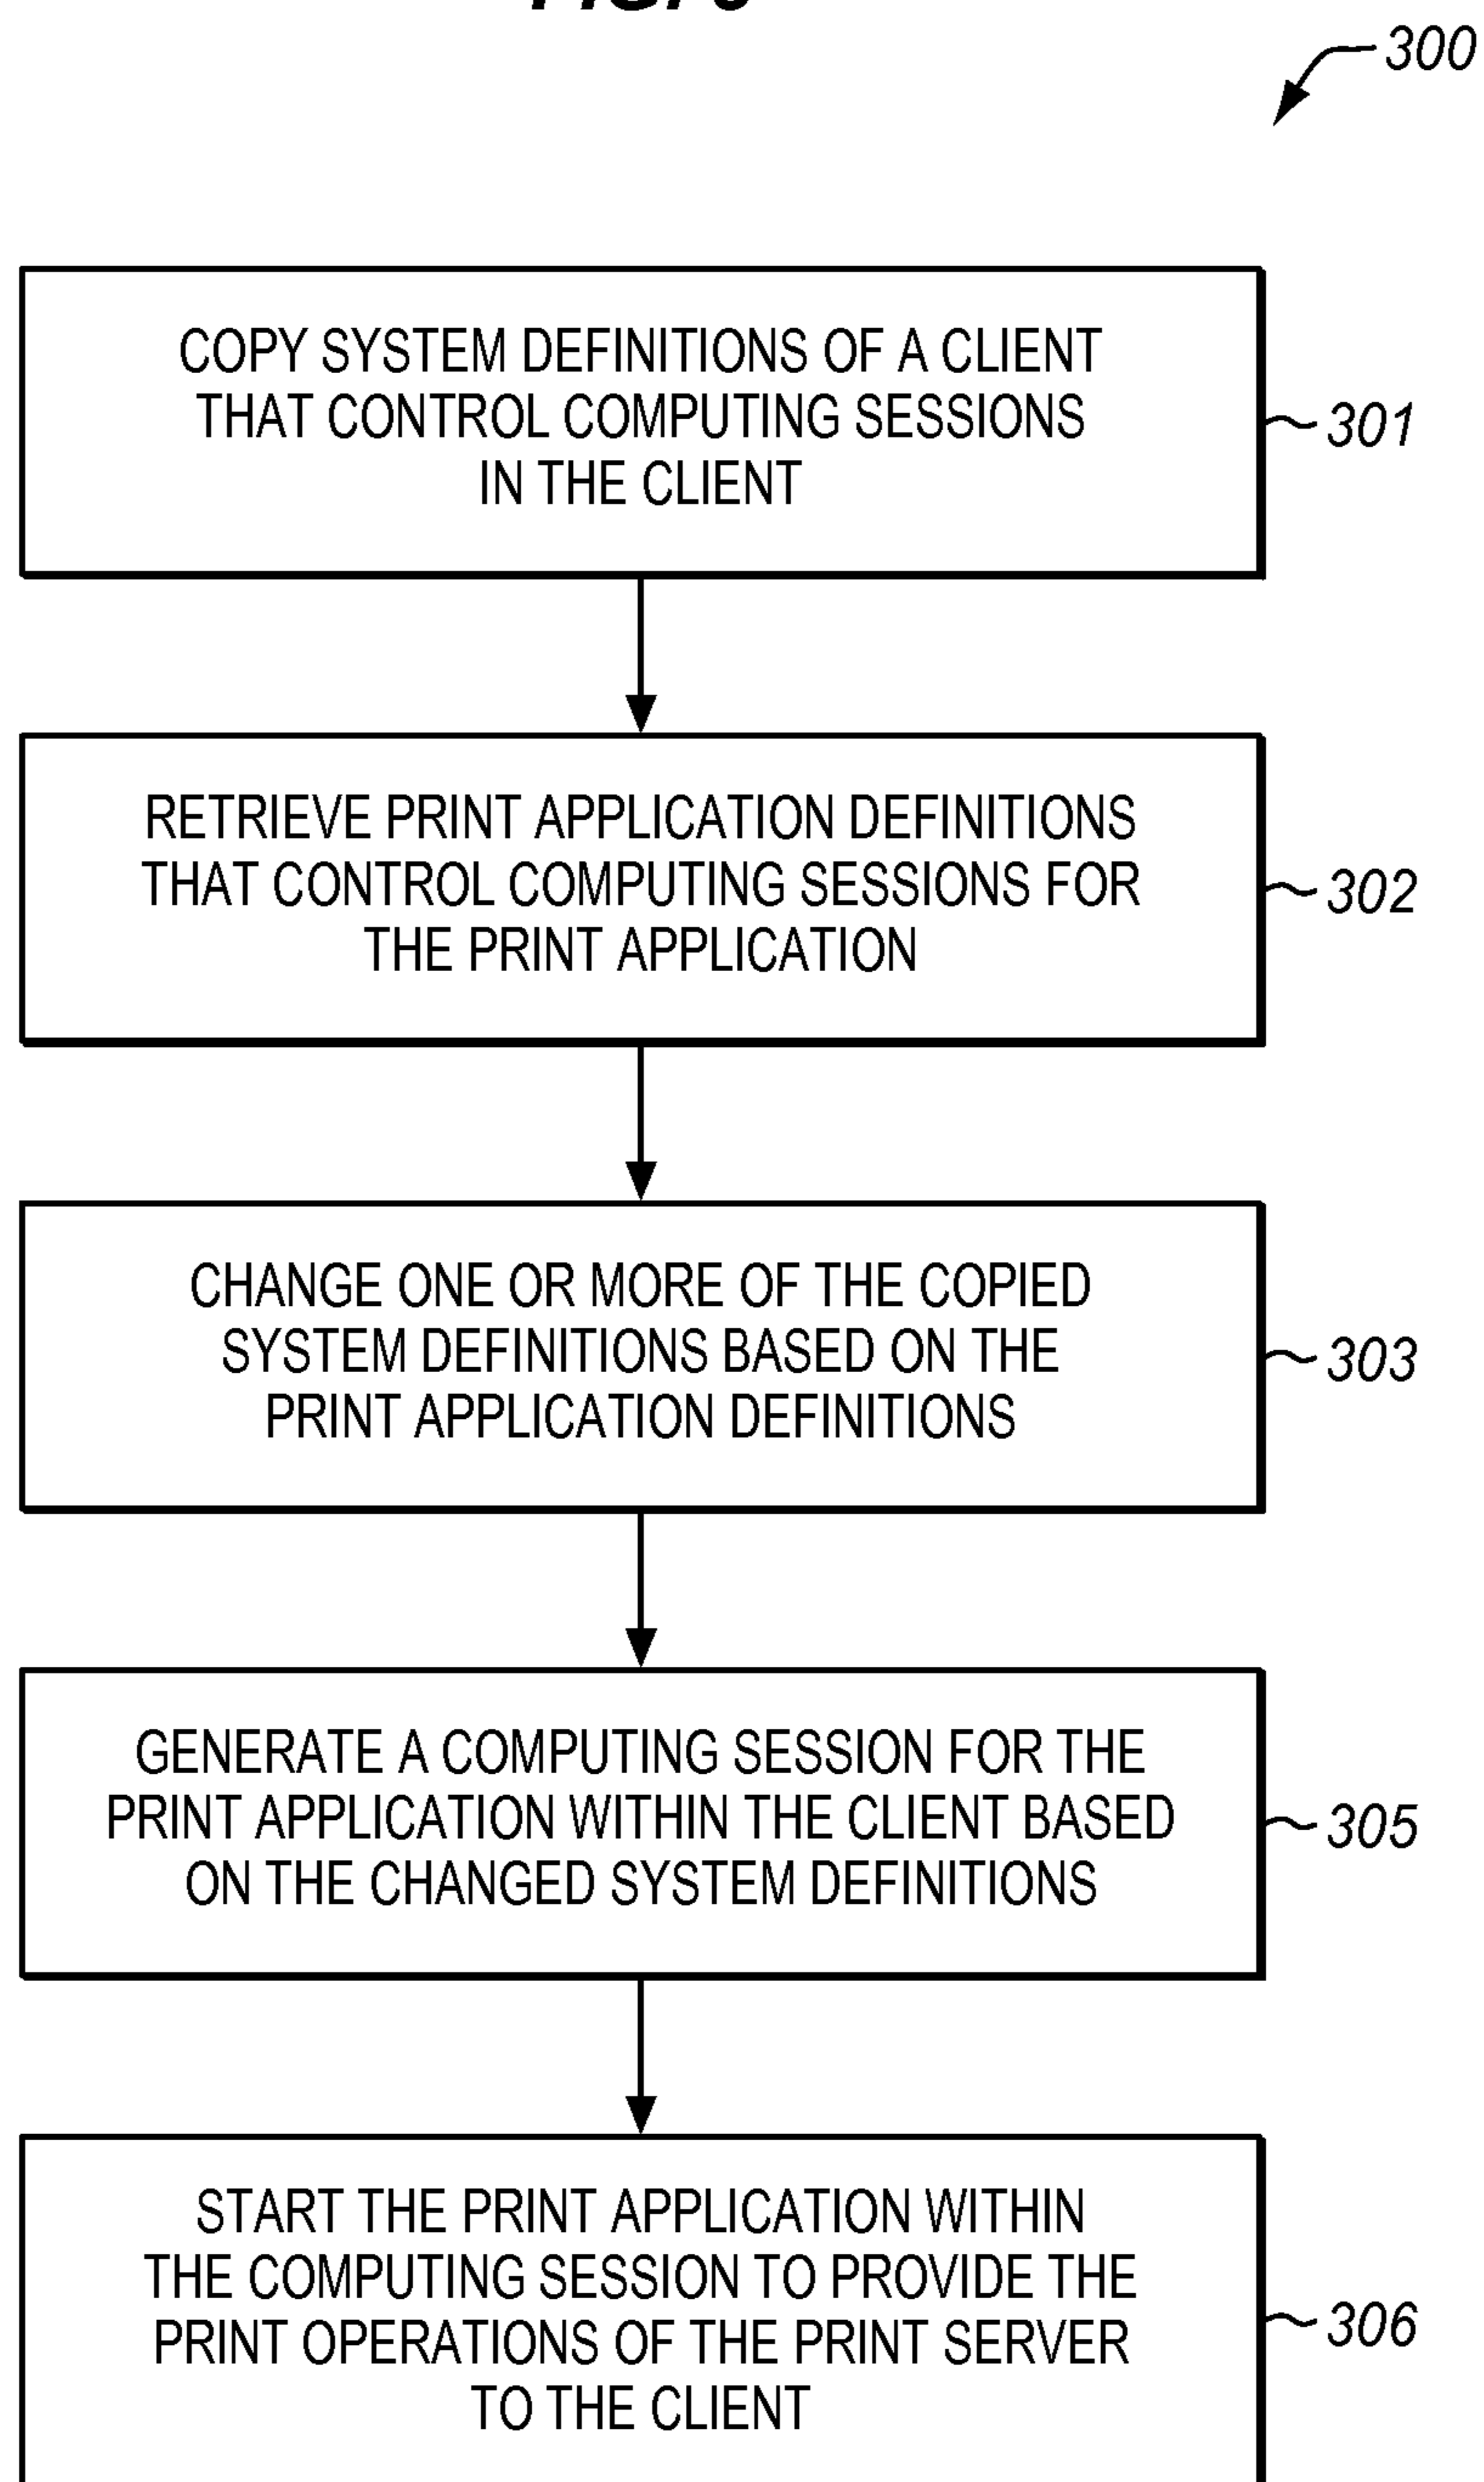 300
COPY SYSTEM DEFINITIONS OF A CLIENT
THAT CONTROL COMPUTING SESSIONS
IN THE CLIENT
301
RETRIEVE PRINT APPLICATION DEFINITIONS
THAT CONTROL COMPUTING SESSIONS FOR
THE PRINT APPLICATION
302
CHANGE ONE OR MORE OF THE COPIED
SYSTEM DEFINITIONS BASED ON THE
PRINT APPLICATION DEFINITIONS
303
GENERATE A COMPUTING SESSION FOR THE
PRINT APPLICATION WITHIN THE CLIENT BASED
ON THE CHANGED SYSTEM DEFINITIONS
305
START THE PRINT APPLICATION WITHIN
THE COMPUTING SESSION TO PROVIDE THE
PRINT OPERATIONS OF THE PRINT SERVER
TO THE CLIENT
306